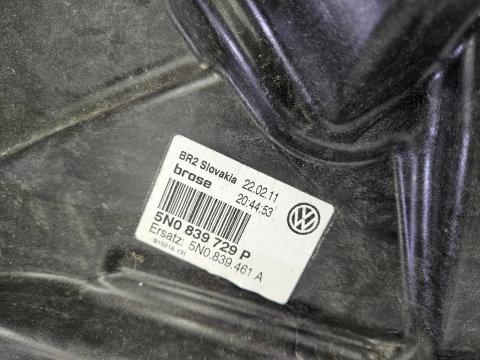 BR2 Slovakia 22.02.11
brose 20:44:53
5N0 839 729 P
Ersatz: 5N0.839.461 A